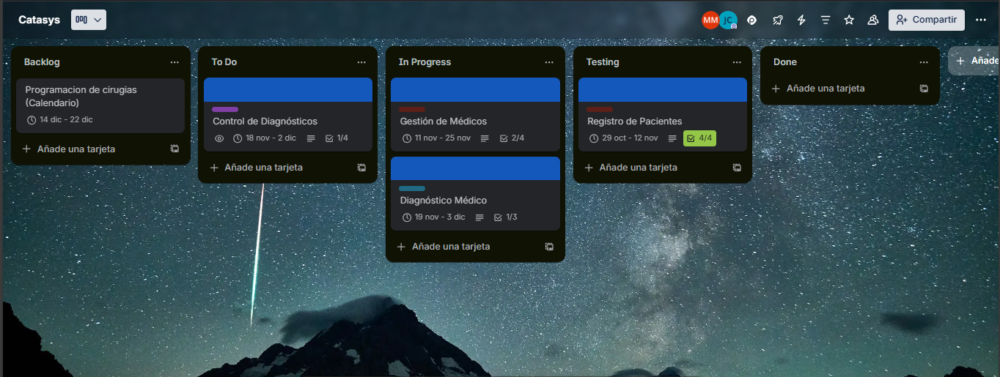 Catasys
MM JC
Compartir
Backlog
Programacion de cirugias
(Calendario)
14 dic - 22 dic
Añade una tarjeta
To Do
Control de Diagnósticos
18 nov - 2 dic 1/4
Añade una tarjeta
In Progress
Gestión de Médicos
11 nov - 25 nov 2/4
Diagnóstico Médico
19 nov - 3 dic 1/3
Añade una tarjeta
Testing
Registro de Pacientes
29 oct - 12 nov 4/4
Añade una tarjeta
Done
Añade una tarjeta
Añade